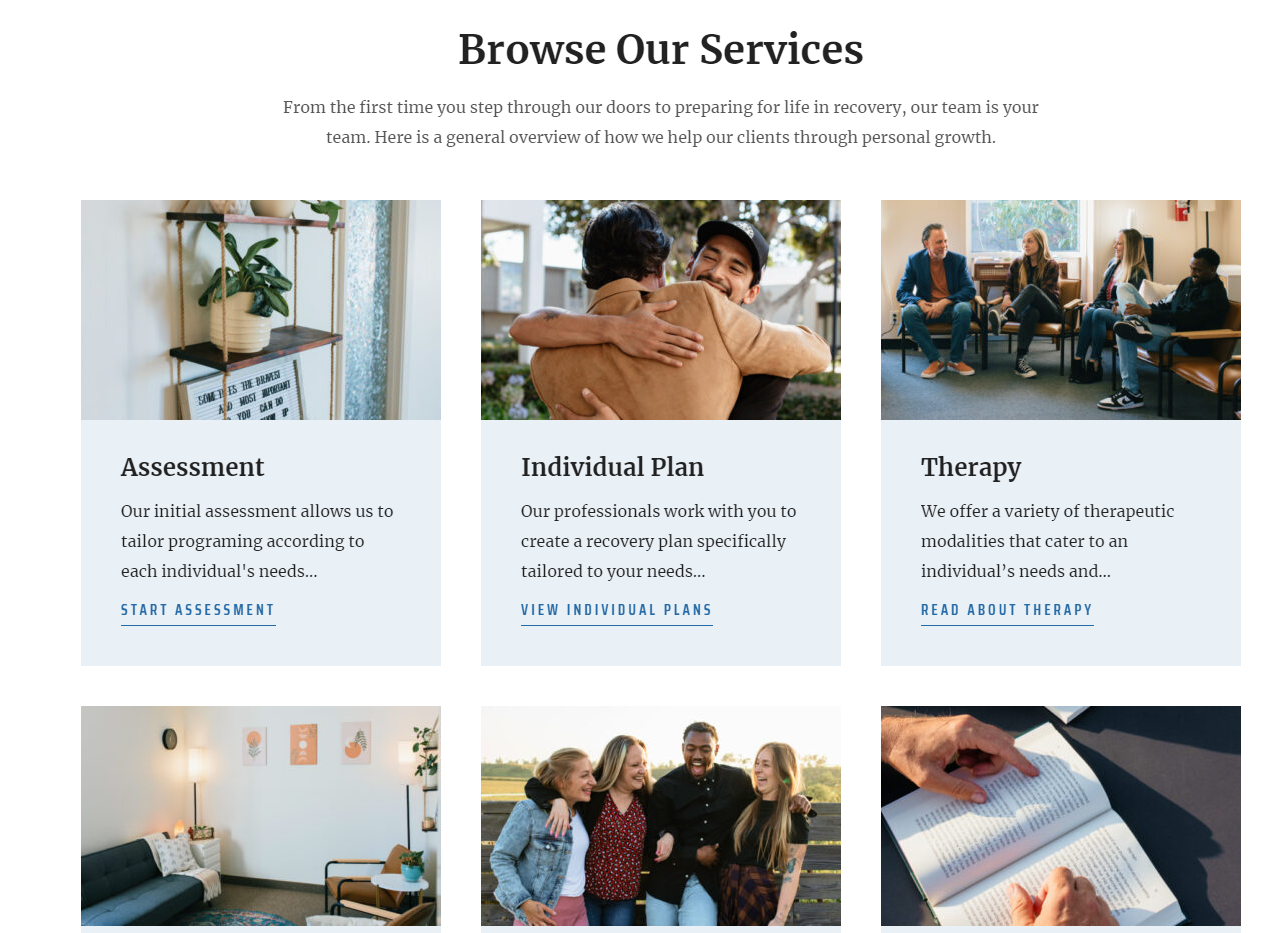 Browse Our Services
From the first time you step through our doors to preparing for life in recovery, our team is your
team. Here is a general overview of how we help our clients through personal growth.
SOMETIMES THE BRAVEST
AND MOST IMPORTANT
YOU CAN DO
Assessment
Our initial assessment allows us to
tailor programing according to
each individual's needs...
START ASSESSMENT
Individual Plan
Our professionals work with you to
create a recovery plan specifically
tailored to your needs...
VIEW INDIVIDUAL PLANS
Therapy
We offer a variety of therapeutic
modalities that cater to an
individual’s needs and...
READ ABOUT THERAPY